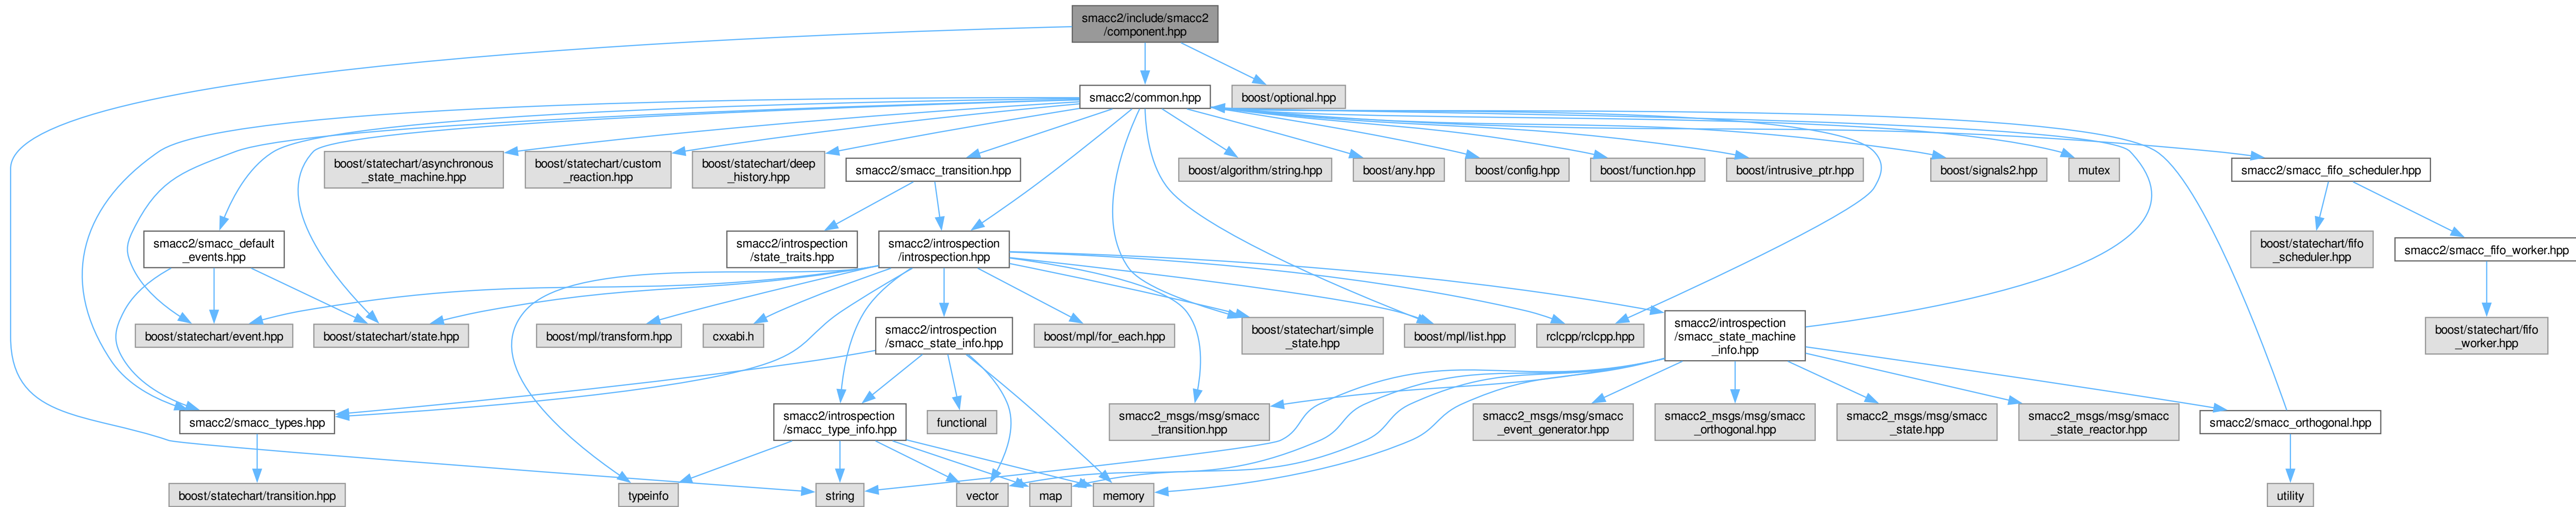 smacc2/include/smacc2
/component.hpp
smacc2/common.hpp
boost/optional.hpp
boost/statechart/asynchronous
_state_machine.hpp
boost/statechart/custom
_reaction.hpp
boost/statechart/deep
_history.hpp
smacc2/smacc_transition.hpp
boost/algorithm/string.hpp
boost/any.hpp
boost/config.hpp
boost/function.hpp
boost/intrusive_ptr.hpp
boost/signals2.hpp
mutex
smacc2/smacc_fifo_scheduler.hpp
smacc2/smacc_default
_events.hpp
smacc2/introspection
/state_traits.hpp
smacc2/introspection
/introspection.hpp
boost/statechart/fifo
_scheduler.hpp
smacc2/smacc_fifo_worker.hpp
boost/statechart/event.hpp
boost/statechart/state.hpp
boost/mpl/transform.hpp
cxxabi.h
smacc2/introspection
/smacc_state_info.hpp
boost/mpl/for_each.hpp
boost/statechart/simple
_state.hpp
boost/mpl/list.hpp
rclcpp/rclcpp.hpp
smacc2/introspection
/smacc_state_machine
_info.hpp
boost/statechart/fifo
_worker.hpp
smacc2/smacc_types.hpp
smacc2/introspection
/smacc_type_info.hpp
functional
smacc2_msgs/msg/smacc
_transition.hpp
smacc2_msgs/msg/smacc
_event_generator.hpp
smacc2_msgs/msg/smacc
_orthogonal.hpp
smacc2_msgs/msg/smacc
_state.hpp
smacc2_msgs/msg/smacc
_state_reactor.hpp
smacc2/smacc_orthogonal.hpp
boost/statechart/transition.hpp
typeinfo
string
vector
map
memory
utility